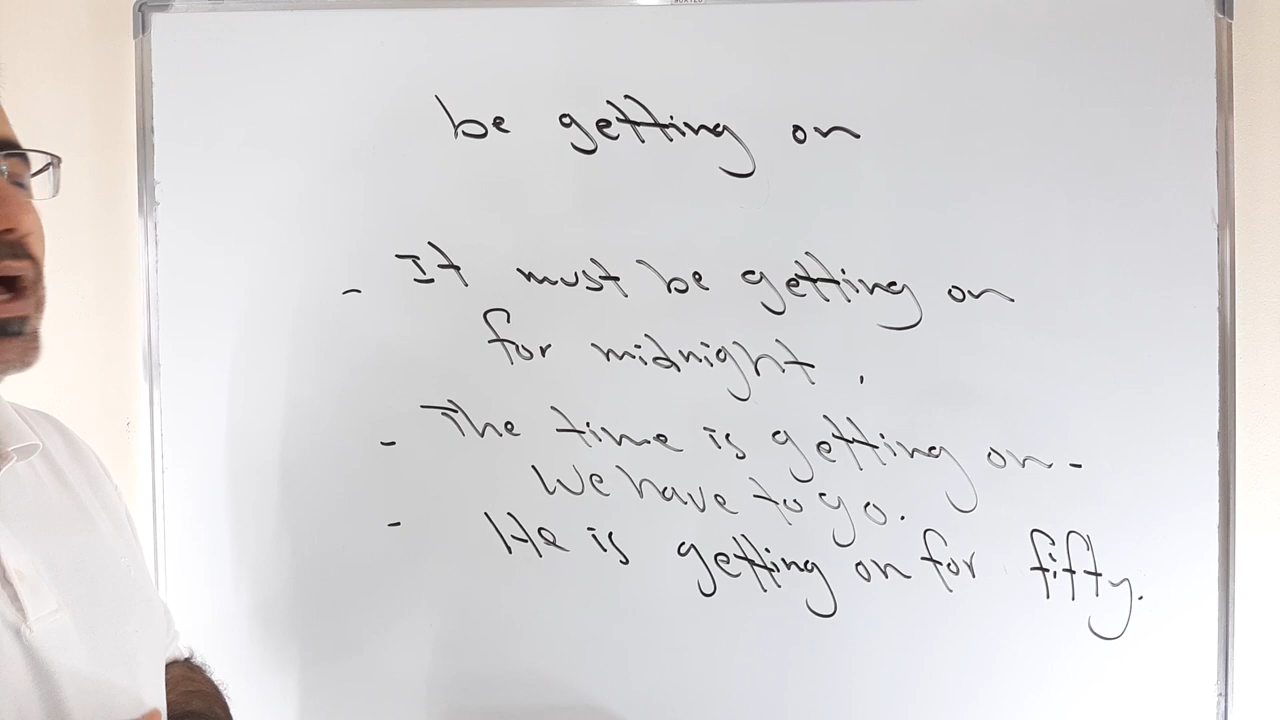 be getting on
- It must be getting on
for midnight.
- The time is getting on-
We have to go.
- He is getting on for fifty.